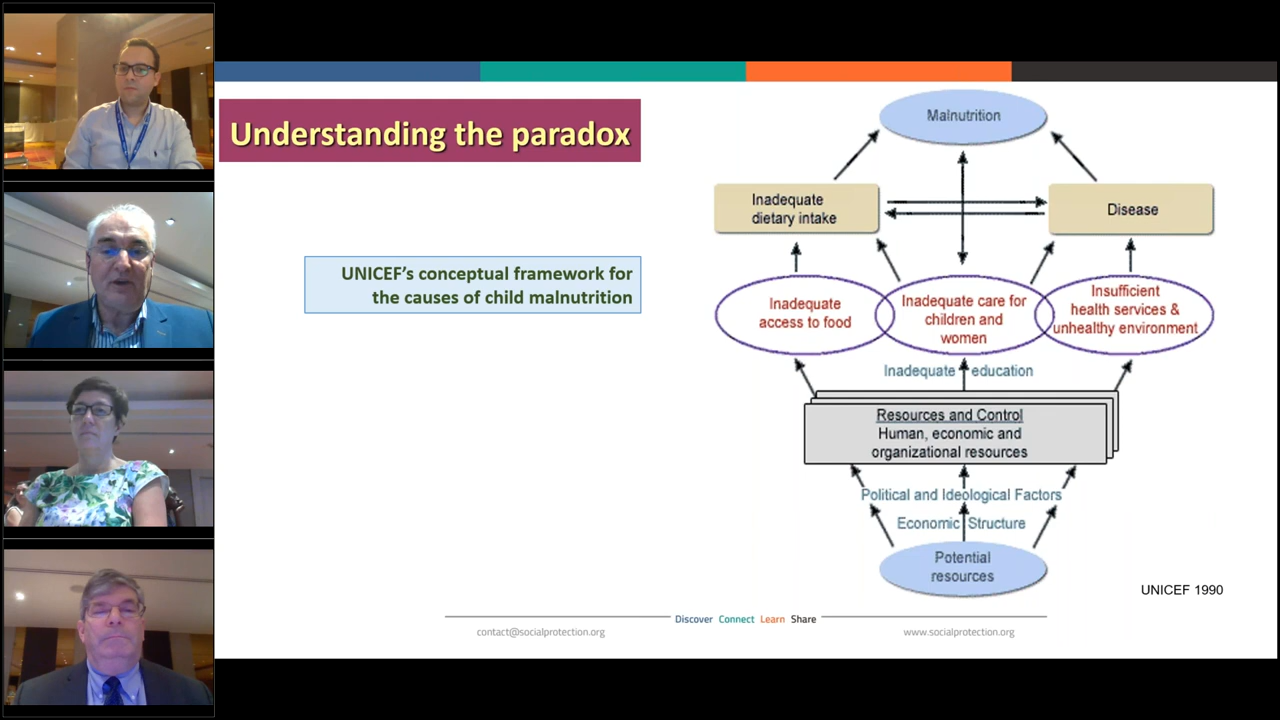 Understanding the paradox
UNICEF's conceptual framework for
the causes of child malnutrition
Malnutrition
Inadequate
dietary intake
Disease
Inadequate
access to food
Inadequate care for
children and
women
Insufficient
health services &
unhealthy environment
Inadequate education
Resources and Control
Human, economic and
organizational resources
Political and Ideological Factors
Economic Structure
Potential
resources
UNICEF 1990
Discover Connect Learn Share
contact@socialprotection.org
www.socialprotection.org